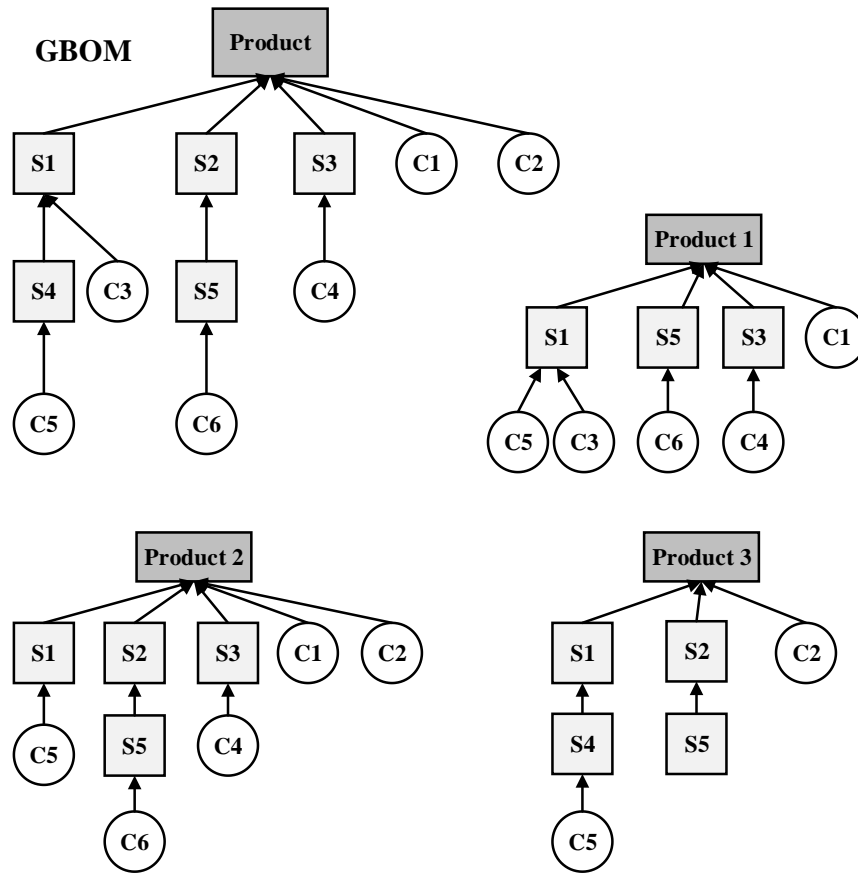 GBOM
Product
S1
S2
S3
C1
C2
S4
C3
S5
C4
C5
C6
Product 1
S1
S5
S3
C1
C5
C3
C6
C4
Product 2
S1
S2
S3
C1
C2
C5
S5
C4
C6
Product 3
S1
S2
C2
S4
S5
C5